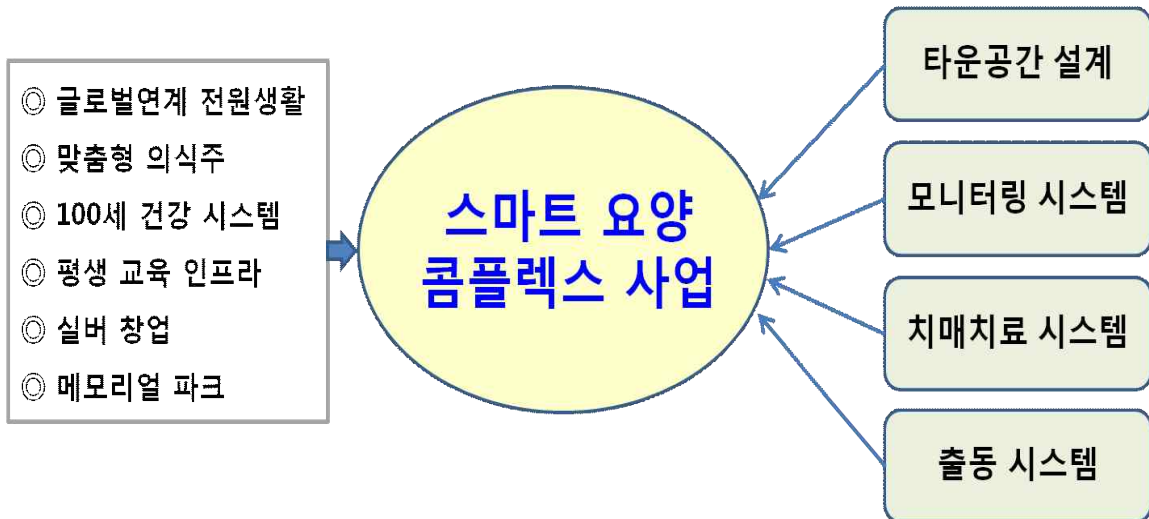 ◎ 글로벌연계 전원생활
◎ 맞춤형 의식주
◎ 100세 건강 시스템
◎ 평생 교육 인프라
◎ 실버 창업
◎ 메모리얼 파크
스마트 요양
콤플렉스 사업
타운공간 설계
모니터링 시스템
치매치료 시스템
출동 시스템